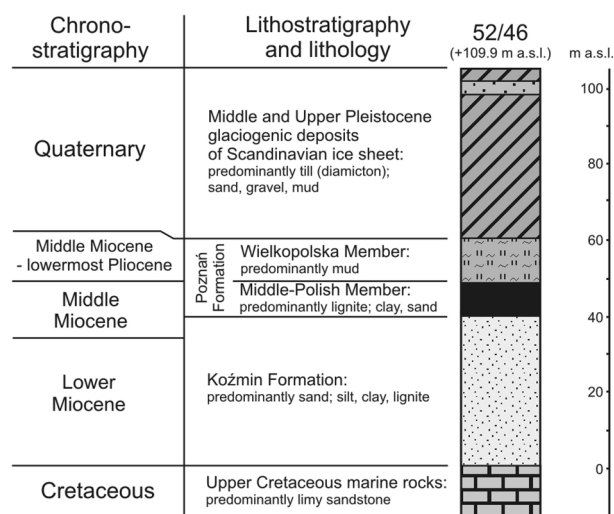 Chrono-
stratigraphy
Lithostratigraphy
and lithology
52/46
(+109.9 m a.s.l.)
m a.s.l.
Quaternary
Middle and Upper Pleistocene
glaciogenic deposits
of Scandinavian ice sheet:
predominantly till (diamicton);
sand, gravel, mud
Middle Miocene
- lowermost Pliocene
Poznań
Formation
Wielkopolska Member:
predominantly mud
Middle-Polish Member:
predominantly lignite; clay, sand
Middle
Miocene
Lower
Miocene
Koźmin Formation:
predominantly sand; silt, clay, lignite
Cretaceous
Upper Cretaceous marine rocks:
predominantly limy sandstone
100
80
60
40
20
0